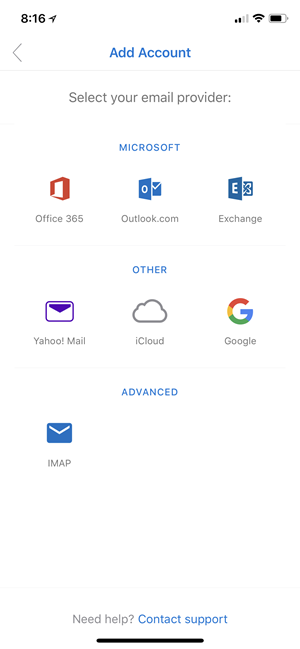 8:16
Add Account
Select your email provider:
MICROSOFT
Office 365
Outlook.com
Exchange
OTHER
Yahoo! Mail
iCloud
Google
ADVANCED
IMAP
Need help? Contact support